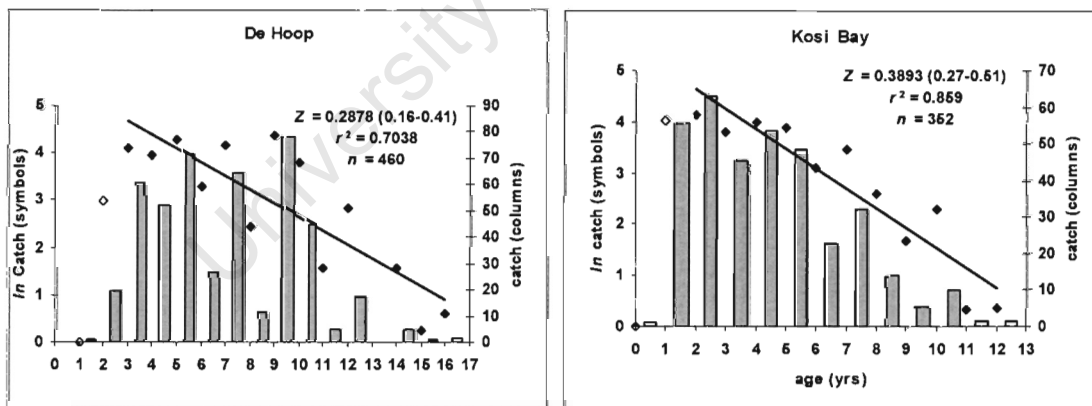 De Hoop
Z = 0.2878 (0.16-0.41)
r² = 0.7038
n = 460
ln Catch (symbols)
5
4
3
2
1
0
catch (columns)
90
80
70
60
50
40
30
20
10
0
0 1 2 3 4 5 6 7 8 9 10 11 12 13 14 15 16 17
University
Kosi Bay
Z = 0.3893 (0.27-0.51)
r² = 0.859
n = 352
ln catch (symbols)
5
4
3
2
1
0
catch (columns)
70
60
50
40
30
20
10
0
0 1 2 3 4 5 6 7 8 9 10 11 12 13
age (yrs)